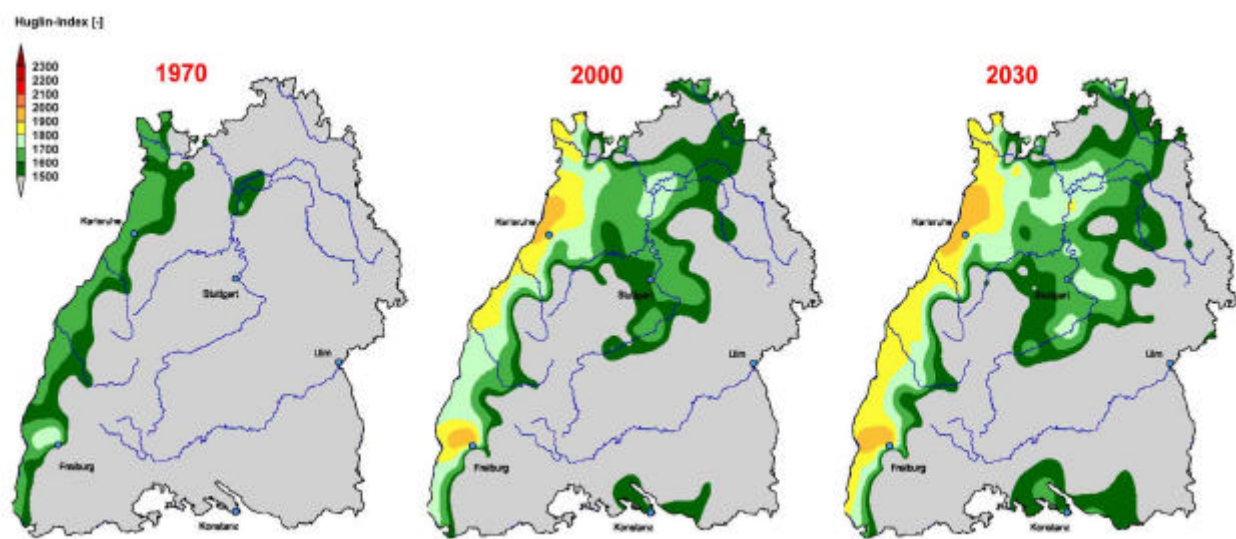 Huglin-Index [-]
2300
2200
2100
2000
1900
1800
1700
1600
1500
1970
Karlsruhe
Stuttgart
Ulm
Freiburg
Konstanz
2000
Karlsruhe
Stuttgart
Ulm
Freiburg
Konstanz
2030
Karlsruhe
Stuttgart
Ulm
Freiburg
Konstanz